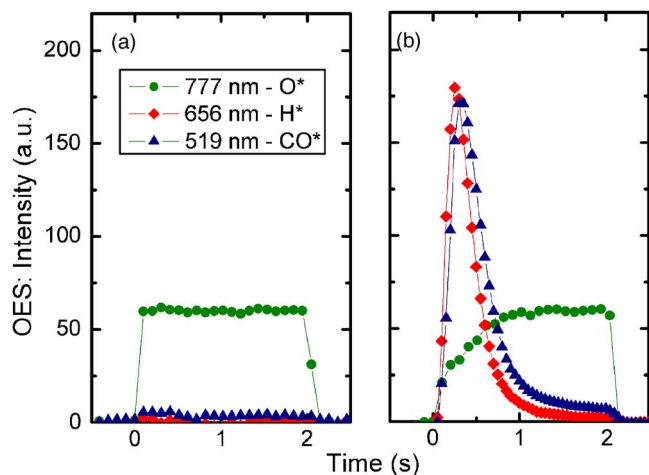 (a)
(b)
200
150
100
50
0
OES: Intensity (a.u.)
777 nm - O*
656 nm - H*
519 nm - CO*
0 1 2
0 1 2
Time (s)